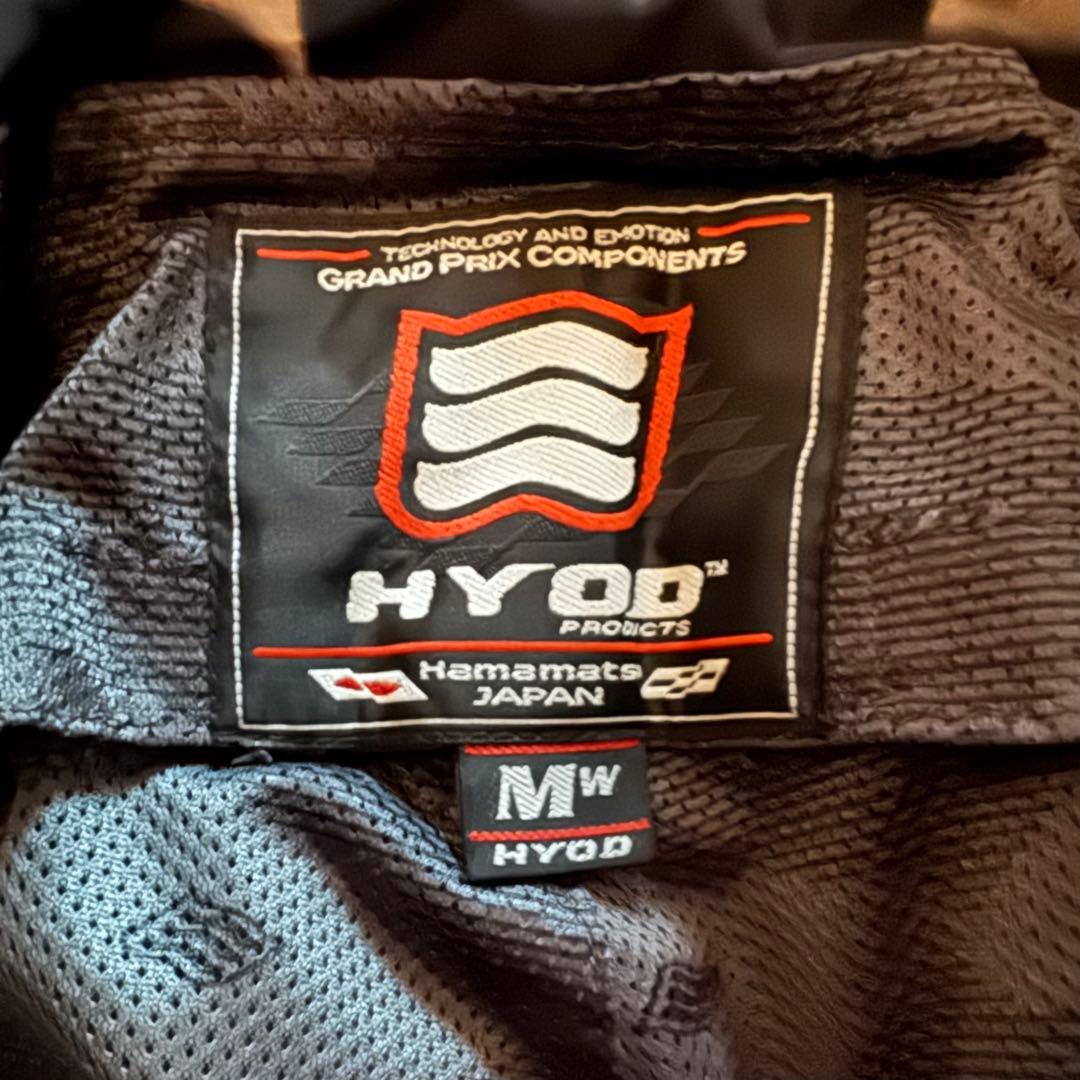 TECHNOLOGY AND EMOTION
GRAND PRIX COMPONENTS
HYOD™
PRODUCTS
Hamamats
JAPAN
MW
HYOD